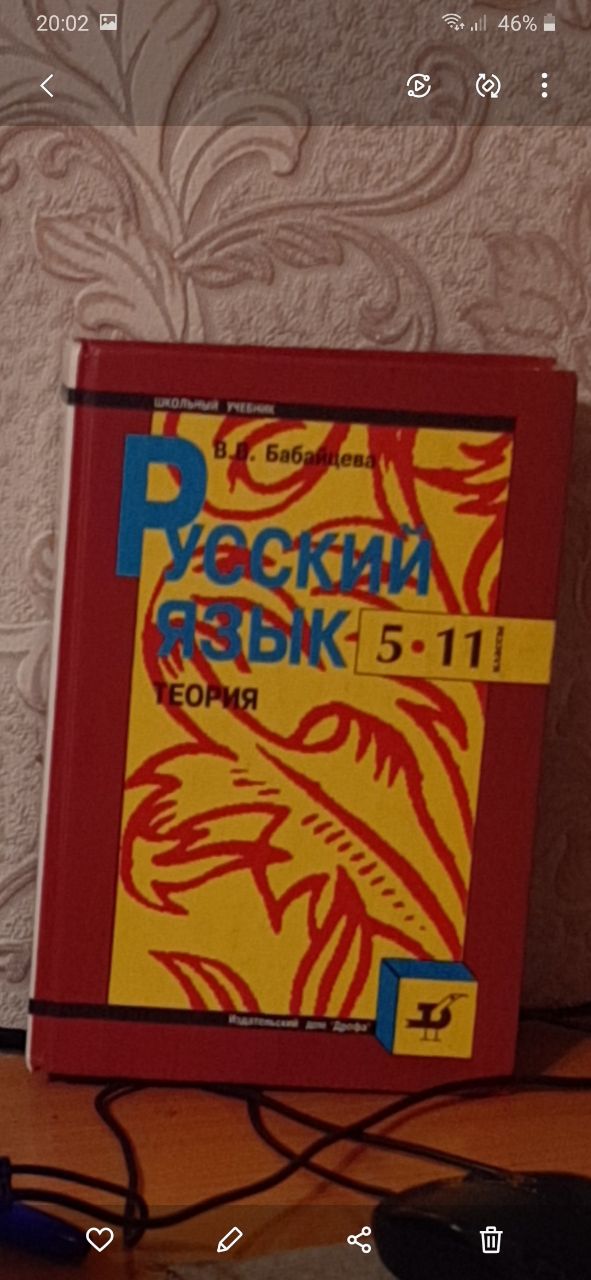 20:02
46%
ШКОЛЬНЫЙ УЧЕБНИК
В.В. Бабайцева
РУССКИЙ
ЯЗЫК
5•11
классы
ТЕОРИЯ
Издательский дом "Дрофа"